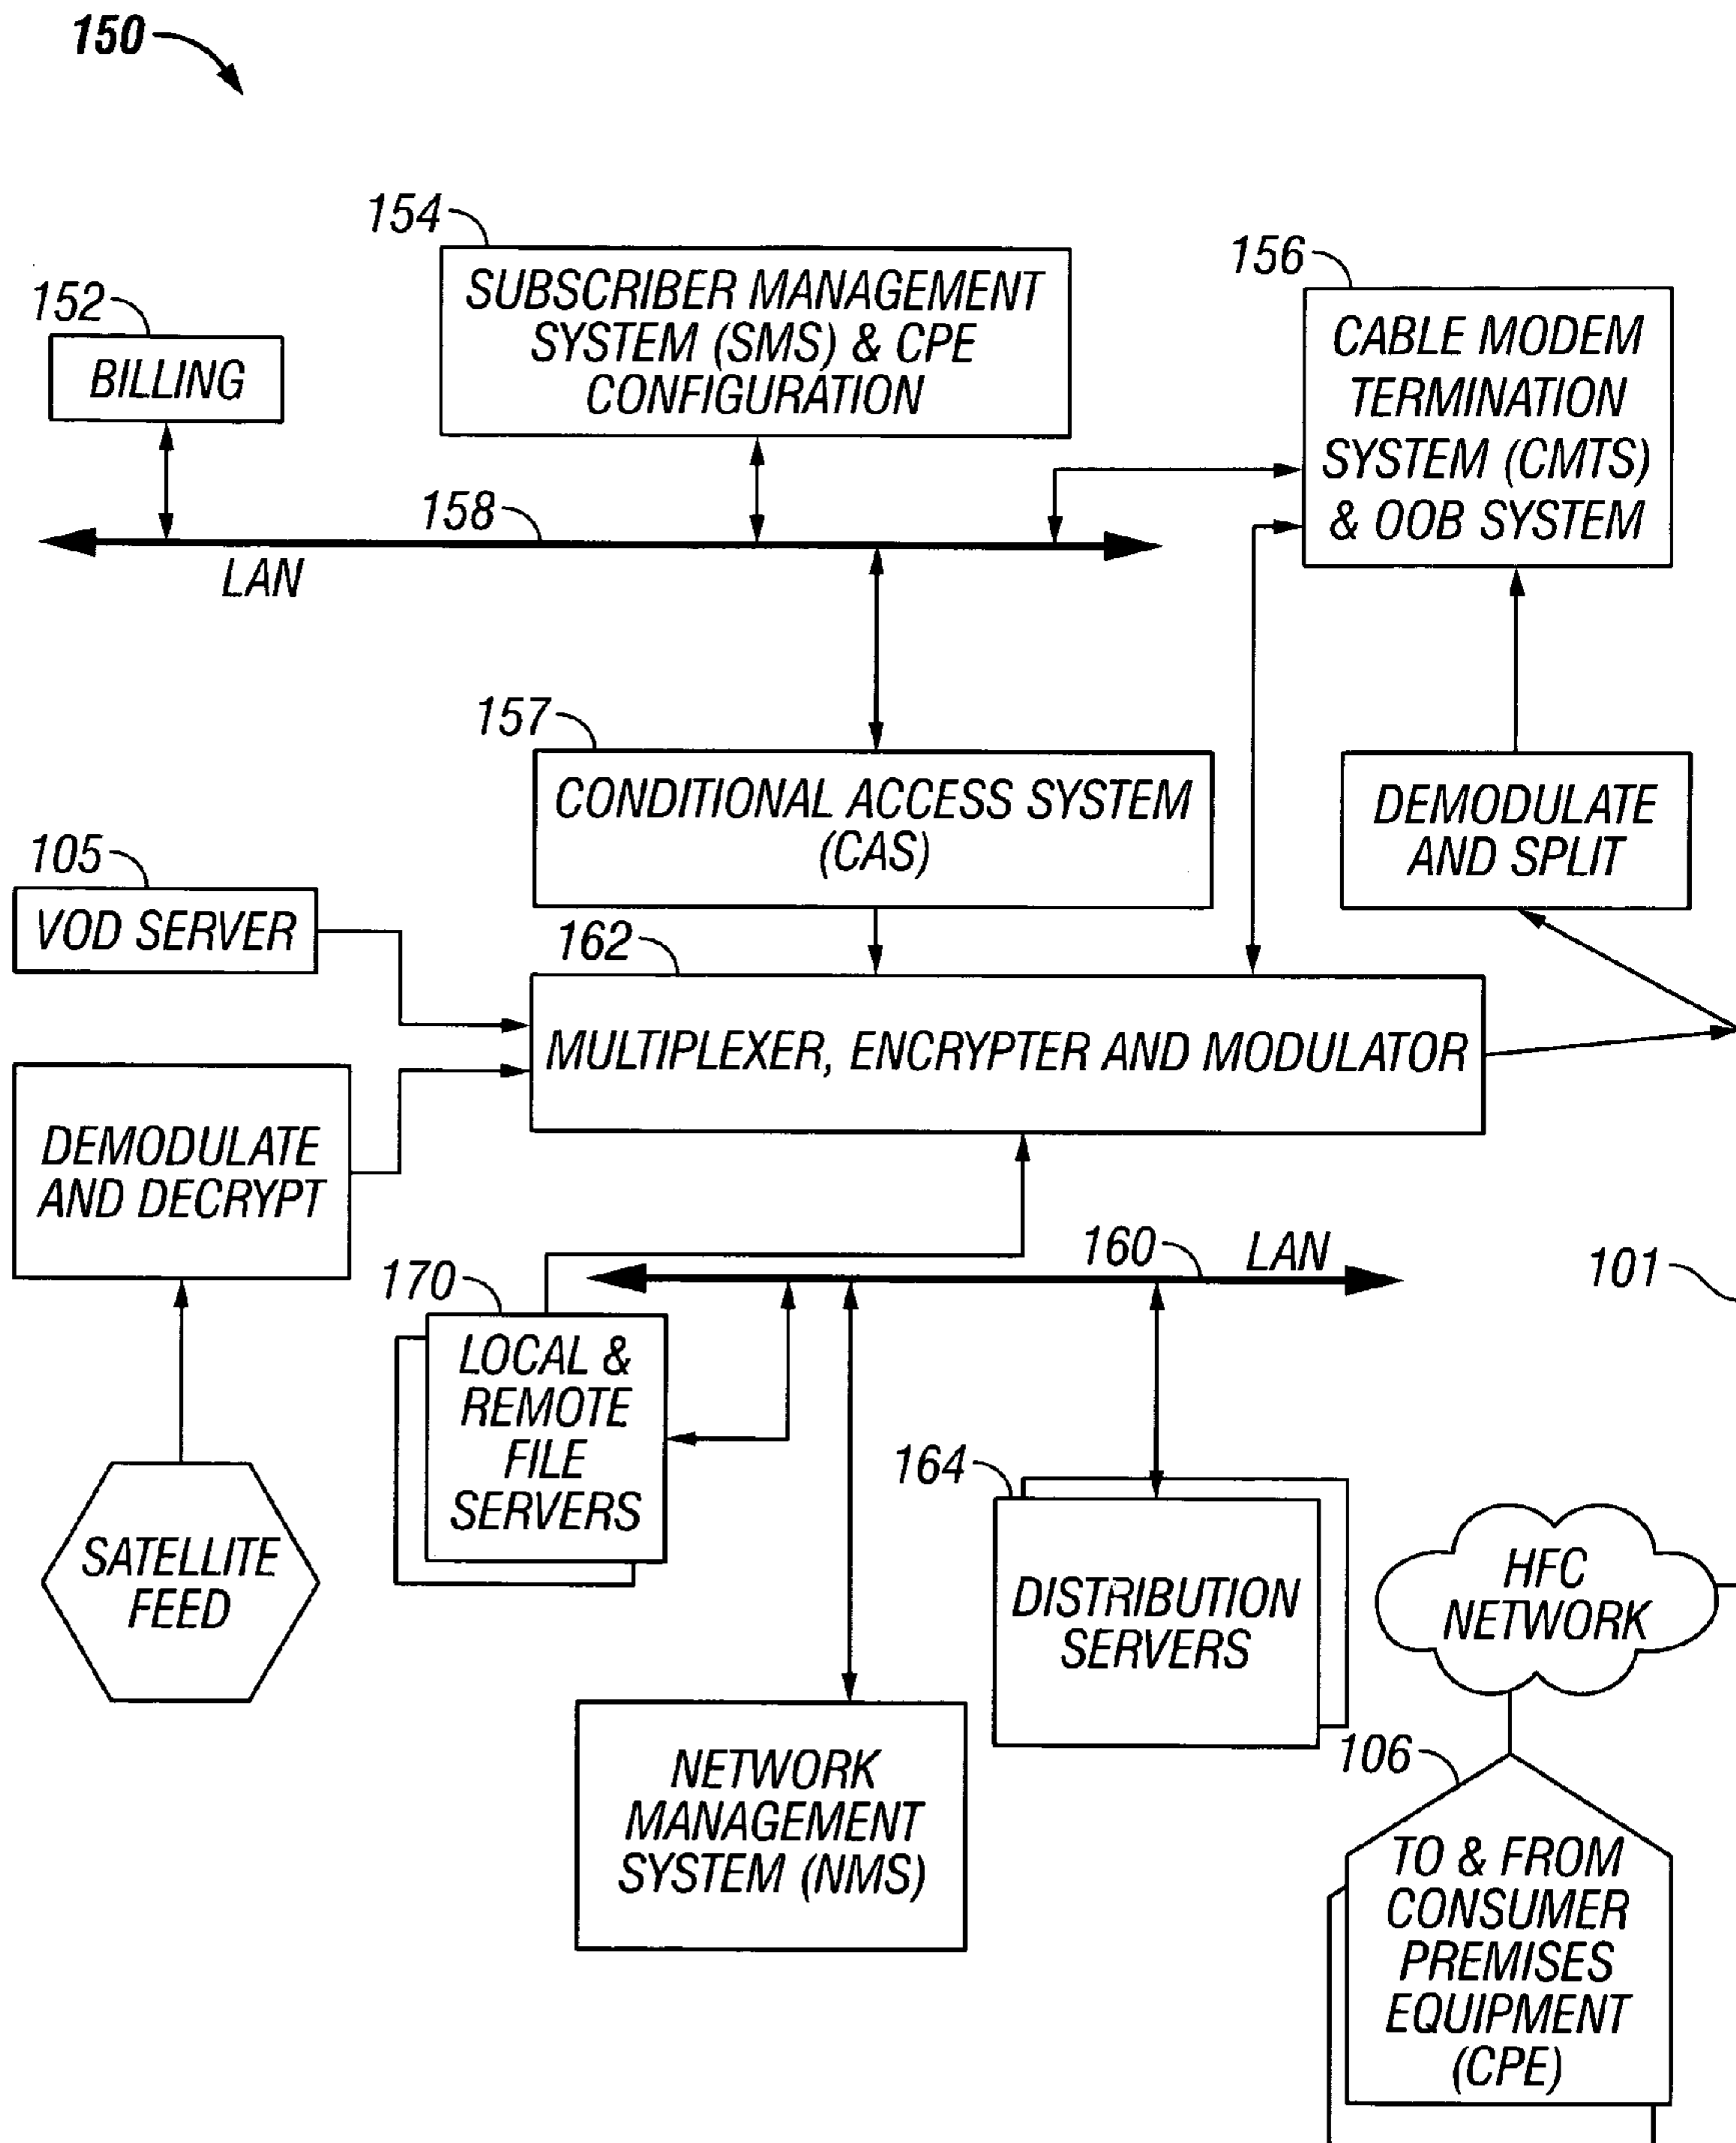 150
154
SUBSCRIBER MANAGEMENT
SYSTEM (SMS) & CPE
CONFIGURATION
156
CABLE MODEM
TERMINATION
SYSTEM (CMTS)
& OOB SYSTEM
152
BILLING
158
LAN
157
CONDITIONAL ACCESS SYSTEM
(CAS)
DEMODULATE
AND SPLIT
105
VOD SERVER
162
MULTIPLEXER, ENCRYPTER AND MODULATOR
DEMODULATE
AND DECRYPT
160
LAN
101
170
LOCAL &
REMOTE
FILE
SERVERS
SATELLITE
FEED
164
DISTRIBUTION
SERVERS
HFC
NETWORK
NETWORK
MANAGEMENT
SYSTEM (NMS)
106
TO & FROM
CONSUMER
PREMISES
EQUIPMENT
(CPE)